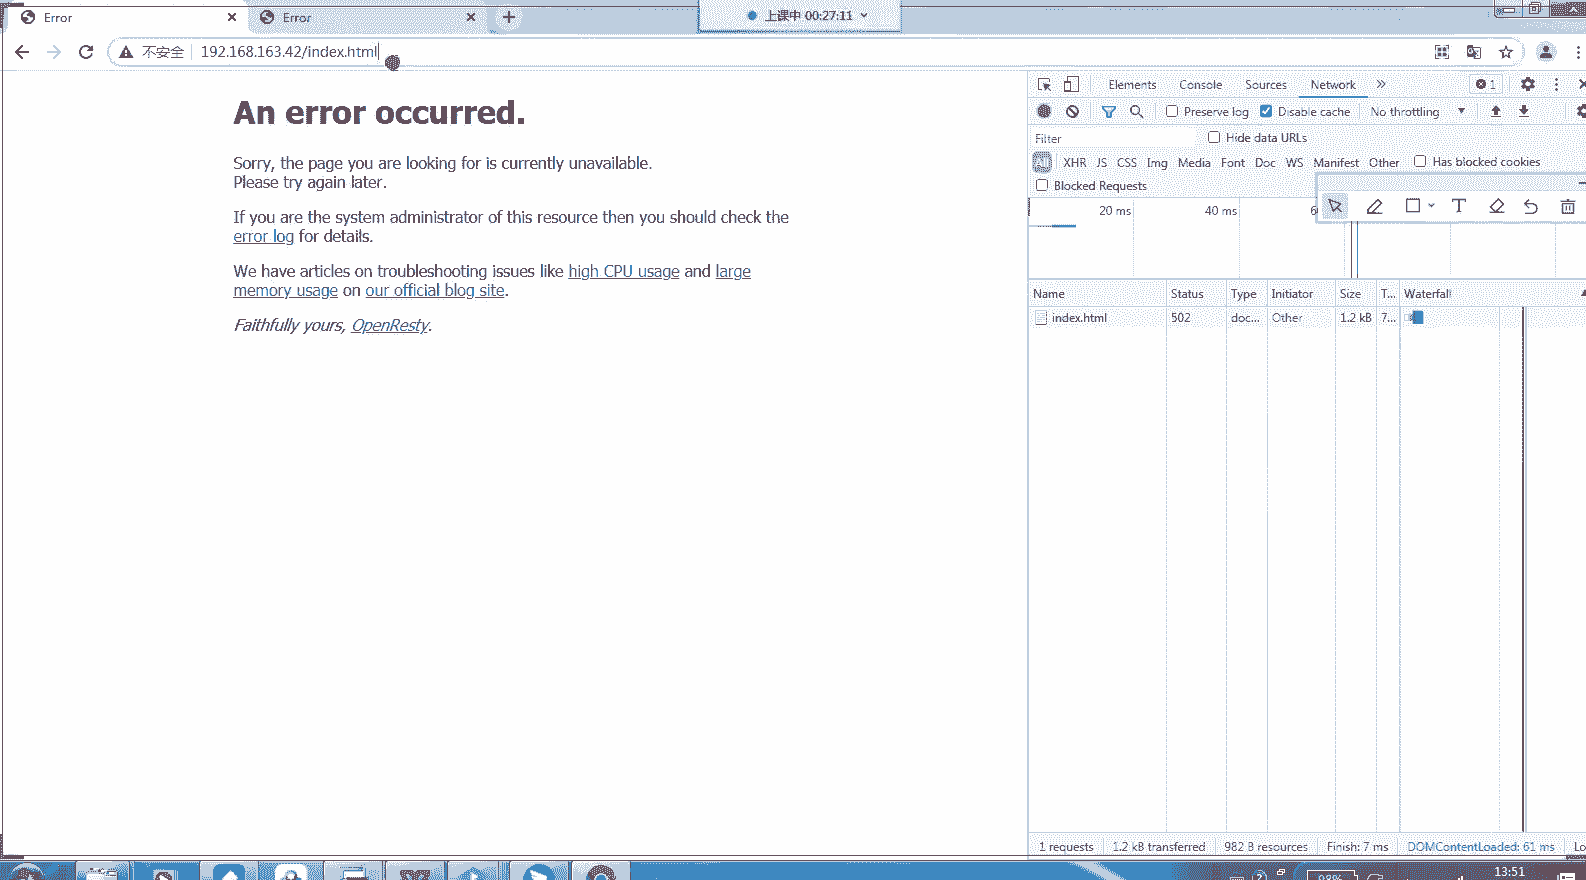 Error
Error
上课中 00:27:11
不安全
192.168.163.42/index.html
An error occurred.
Sorry, the page you are looking for is currently unavailable.
Please try again later.
If you are the system administrator of this resource then you should check the
error log for details.
We have articles on troubleshooting issues like high CPU usage and large
memory usage on our official blog site.
Faithfully yours, OpenResty.
Elements Console Sources Network 1
Preserve log Disable cache No throttling
Filter Hide data URLs
All XHR JS CSS Img Media Font Doc WS Manifest Other Has blocked cookies
Blocked Requests
20 ms 40 ms
T
Name Status Type Initiator Size T... Waterfall
index.html 502 doc... Other 1.2 kB 7...
1 requests 1.2 kB transferred 982 B resources Finish: 7 ms DOMContentLoaded: 61 ms Lo
98% 13:51